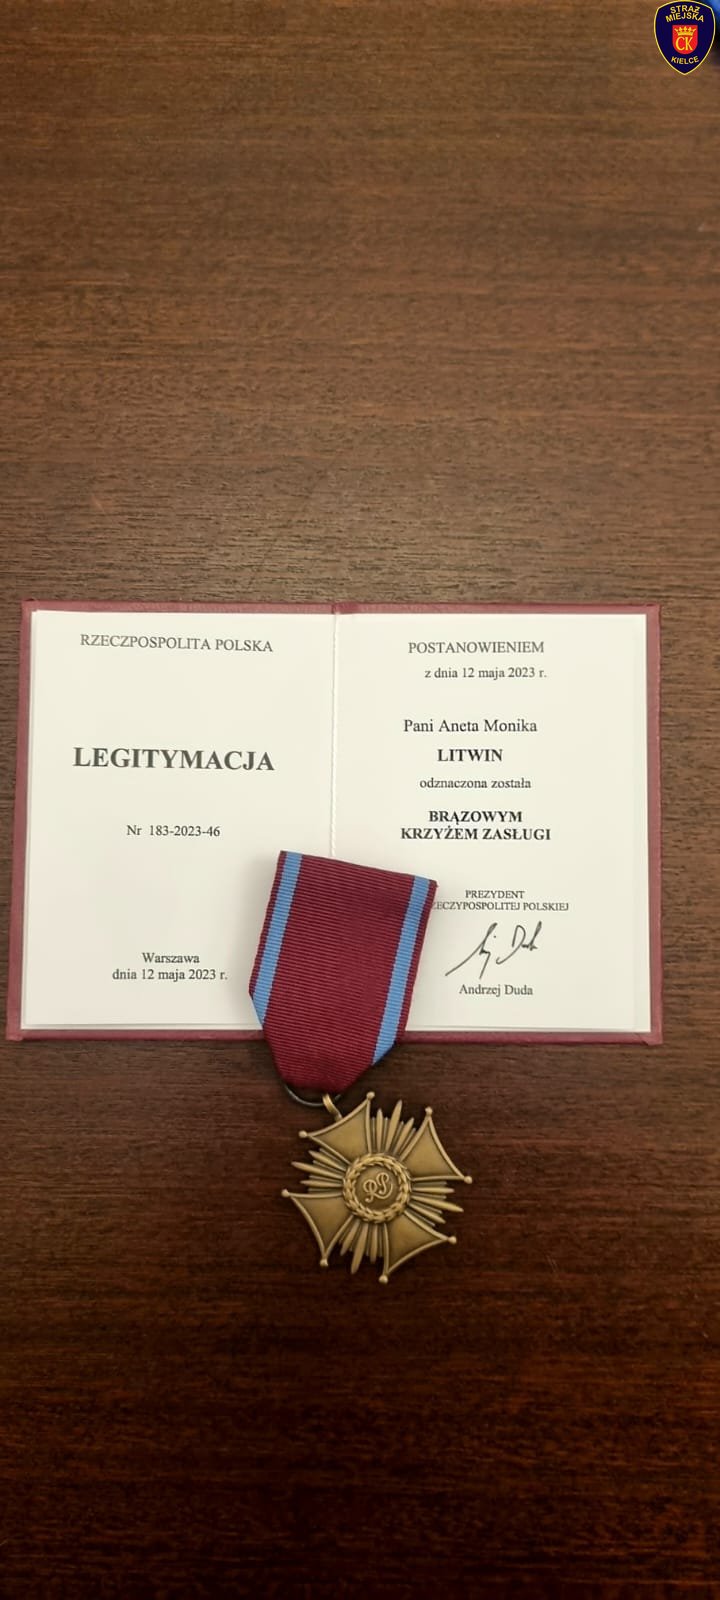 STRAŻ
MIEJSKA
CK
KIELCE
RZECZPOSPOLITA POLSKA
LEGITYMACJA
Nr 183-2023-46
Warszawa
dnia 12 maja 2023 r.
POSTANOWIENIEM
z dnia 12 maja 2023 r.
Pani Aneta Monika
LITWIN
odznaczona została
BRĄZOWYM
KRZYŻEM ZASŁUGI
PREZYDENT
ECZYPOSPOLITEJ POLSKIEJ
Andrzej Duda
RP